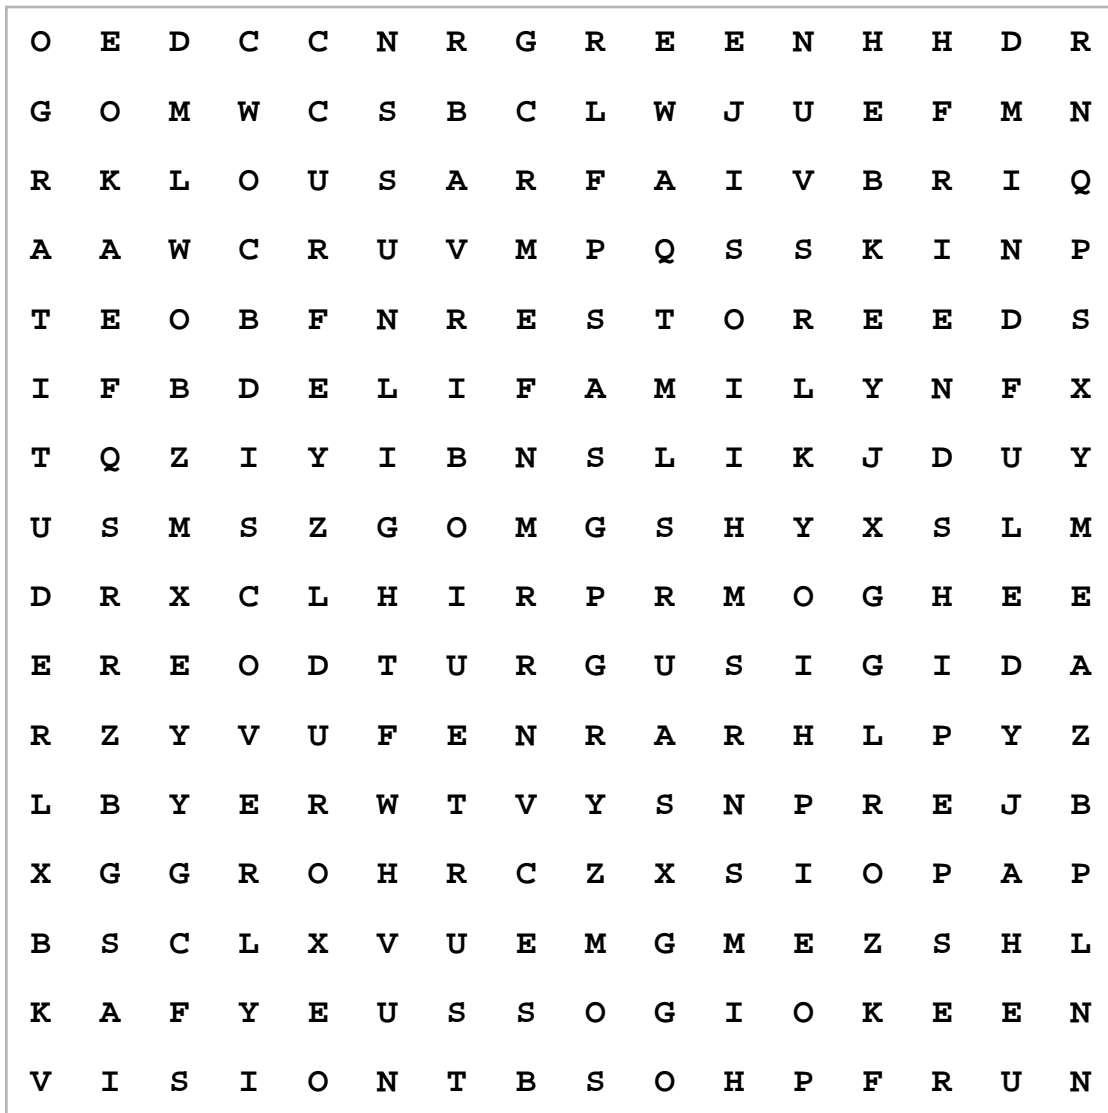 O E D C C N R G R E E N H H D R
G O M W C S B C L W J U E F M N
R K L O U S A R F A I V B R I Q
A A W C R U V M P Q S S K I N P
T E O B F N R E S T O R E E D S
I F B D E L I F A M I L Y N F X
T Q Z I Y I B N S L I K J D U Y
U S M S Z G O M G S H Y X S L M
D R X C L H I R P R M O G H E E
E R E O D T U R G U S I G I D A
R Z Y V U F E N R A R H L P Y Z
L B Y E R W T V Y S N P R E J B
X G G R O H R C Z X S I O P A P
B S C L X V U E M G M E Z S H L
K A F Y E U S S O G I O K E E N
V I S I O N T B S O H P F R U N